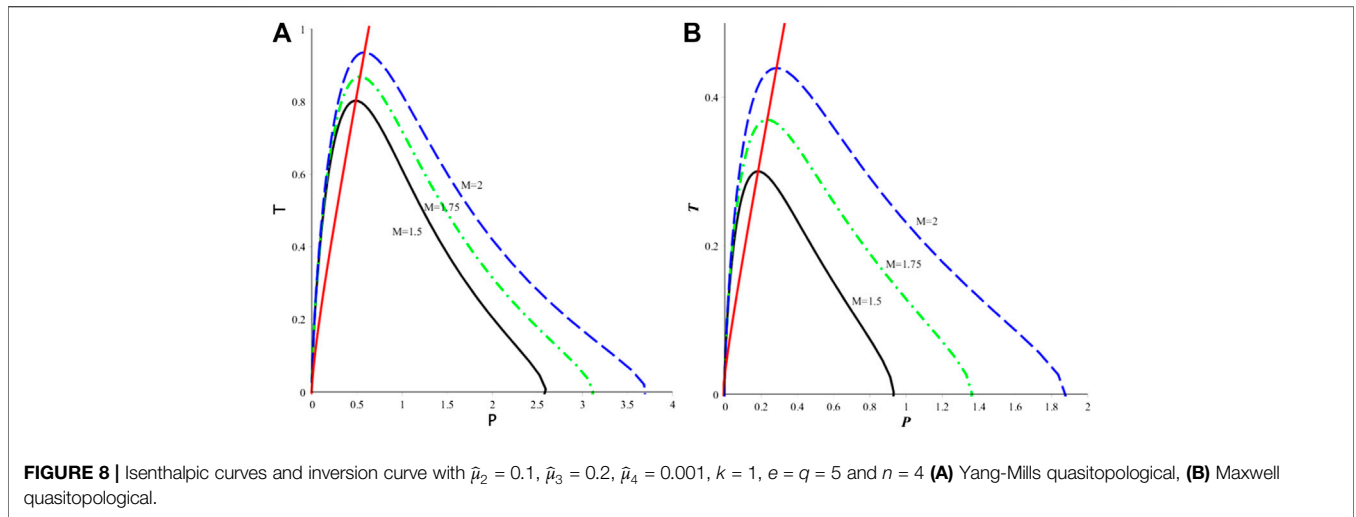 A
T
1
0.8
0.6
0.4
0.2
0
M=2
M=1.75
M=1.5
0 0.5 1 1.5 2 2.5 3 3.5 4
P
B
T
0.4
0.2
0
M=2
M=1.75
M=1.5
0 0.2 0.4 0.6 0.8 1 1.2 1.4 1.6 1.8 2
P
FIGURE 8 | Isenthalpic curves and inversion curve with μ̂₂ = 0.1, μ̂₃ = 0.2, μ̂₄ = 0.001, k = 1, e = q = 5 and n = 4 (A) Yang-Mills quasitopological, (B) Maxwell
quasitopological.